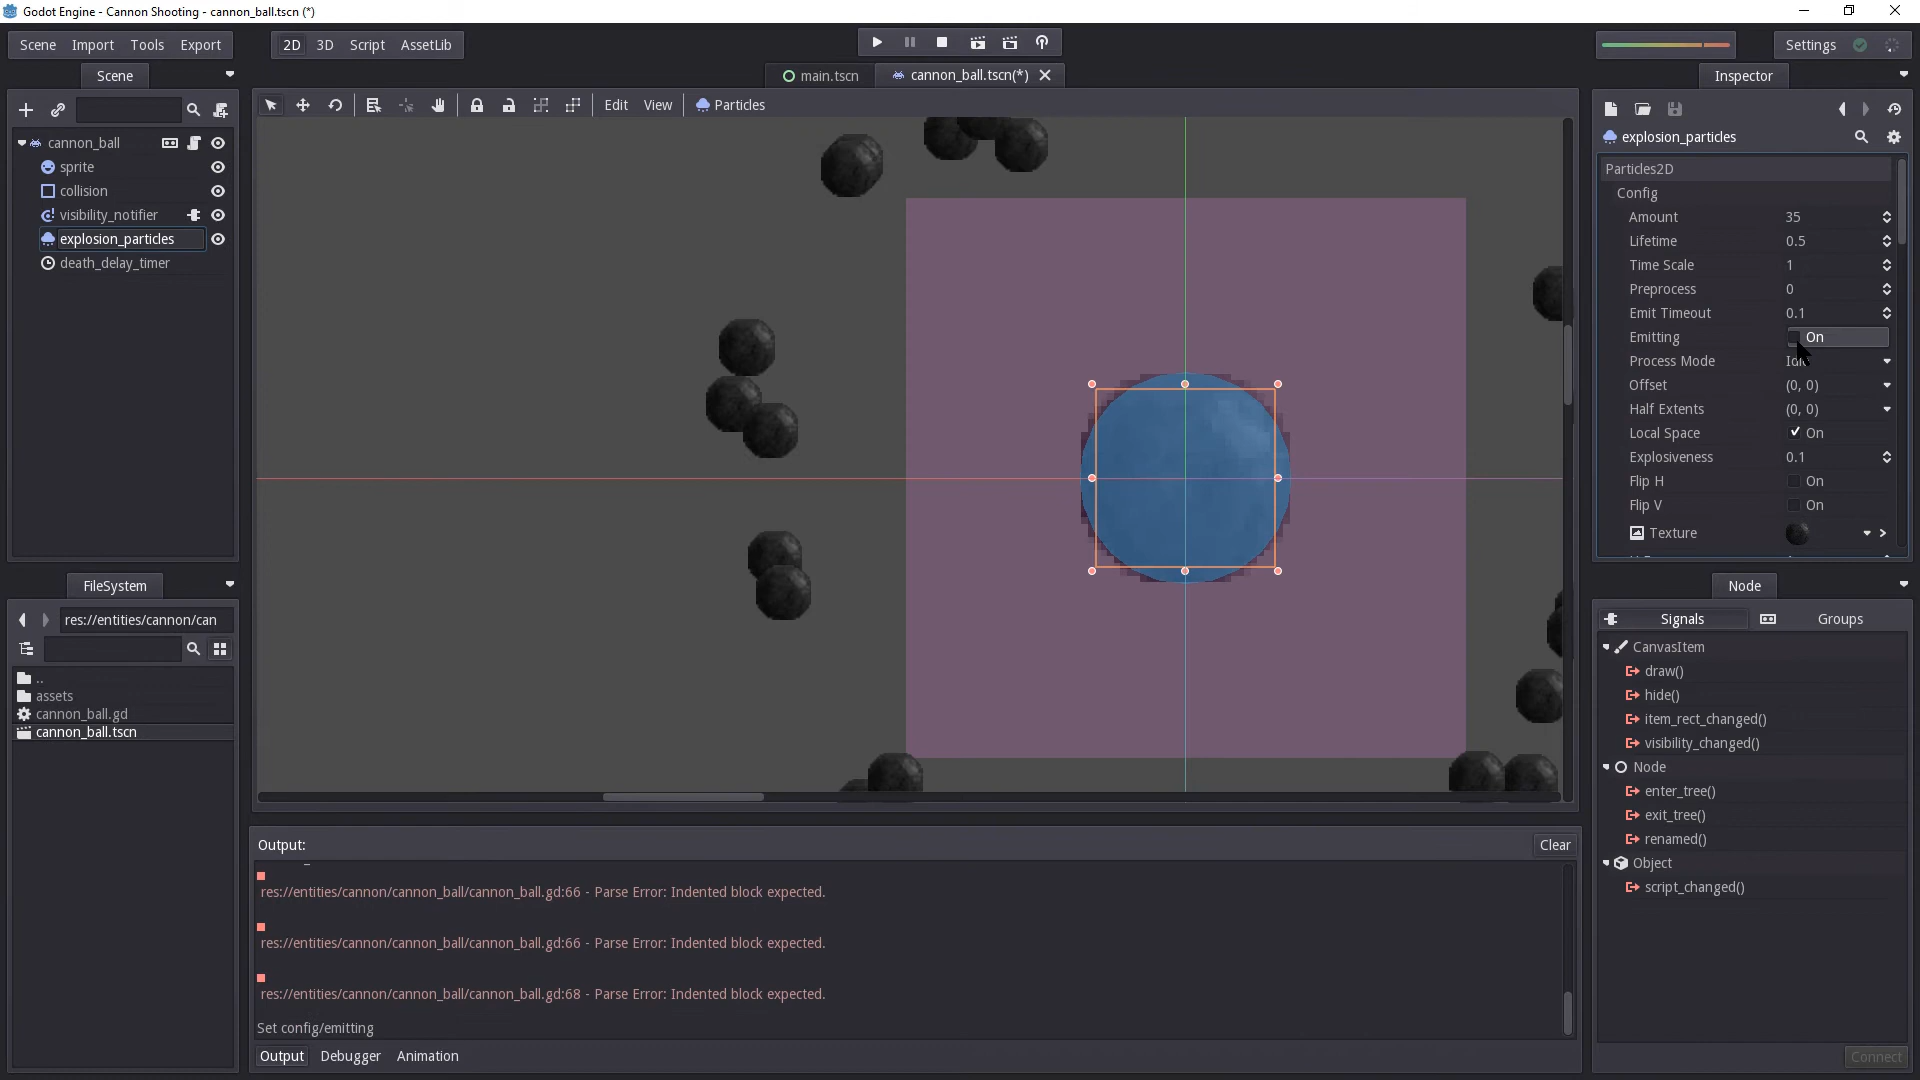 Godot Engine - Cannon Shooting - cannon_ball.tscn (*)
Scene Import Tools Export
2D 3D Script AssetLib
Settings
Scene
main.tscn
cannon_ball.tscn(*)
Inspector
Edit View Particles
cannon_ball
sprite
collision
visibility_notifier
explosion_particles
death_delay_timer
explosion_particles
Particles2D
Config
Amount 35
Lifetime 0.5
Time Scale 1
Preprocess 0
Emit Timeout 0.1
Emitting On
Process Mode
Offset (0, 0)
Half Extents (0, 0)
Local Space On
Explosiveness 0.1
Flip H On
Flip V On
Texture
FileSystem
res://entities/cannon/can
..
assets
cannon_ball.gd
cannon_ball.tscn
Node
Signals Groups
CanvasItem
draw()
hide()
item_rect_changed()
visibility_changed()
Node
enter_tree()
exit_tree()
renamed()
Object
script_changed()
Connect
Output:
Clear
res://entities/cannon/cannon_ball/cannon_ball.gd:66 - Parse Error: Indented block expected.
res://entities/cannon/cannon_ball/cannon_ball.gd:66 - Parse Error: Indented block expected.
res://entities/cannon/cannon_ball/cannon_ball.gd:68 - Parse Error: Indented block expected.
Set config/emitting
Output Debugger Animation